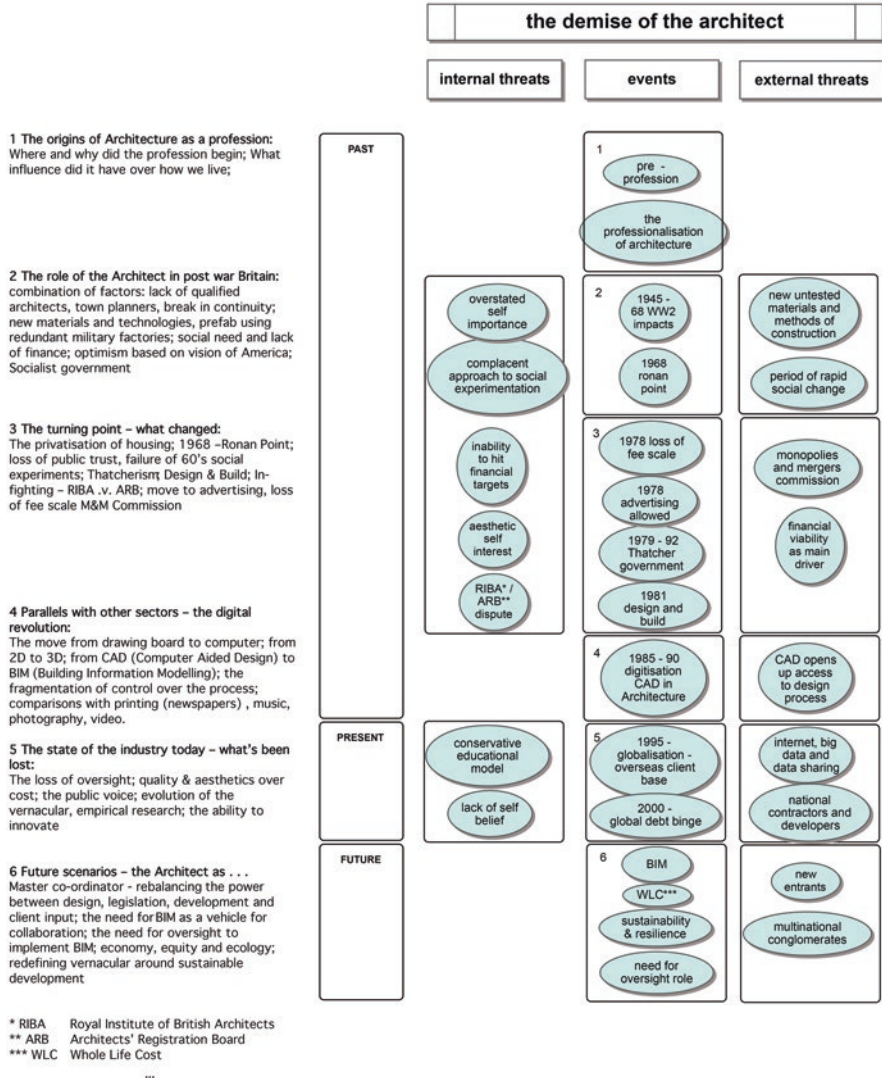 the demise of the architect
internal threats
events
external threats
1 The origins of Architecture as a profession:
Where and why did the profession begin; What
influence did it have over how we live;
PAST
1
pre -
profession
the
professionalisation
of architecture
2 The role of the Architect in post war Britain:
combination of factors: lack of qualified
architects, town planners, break in continuity;
new materials and technologies, prefab using
redundant military factories; social need and lack
of finance; optimism based on vision of America;
Socialist government
overstated
self
importance
complacent
approach to social
experimentation
2
1945 -
68 WW2
impacts
1968
ronan
point
new untested
materials and
methods of
construction
period of rapid
social change
3 The turning point – what changed:
The privatisation of housing; 1968 –Ronan Point;
loss of public trust, failure of 60's social
experiments; Thatcherism; Design & Build; In-
fighting – RIBA .v. ARB; move to advertising, loss
of fee scale M&M Commission
inability
to hit
financial
targets
aesthetic
self
interest
RIBA* /
ARB**
dispute
3
1978 loss of
fee scale
1978
advertising
allowed
1979 - 92
Thatcher
government
1981
design and
build
monopolies
and mergers
commission
financial
viability
as main
driver
4 Parallels with other sectors – the digital
revolution:
The move from drawing board to computer; from
2D to 3D; from CAD (Computer Aided Design) to
BIM (Building Information Modelling); the
fragmentation of control over the process;
comparisons with printing (newspapers) , music,
photography, video.
4
1985 - 90
digitisation
CAD in
Architecture
CAD opens
up access
to design
process
5 The state of the industry today – what's been
lost:
The loss of oversight; quality & aesthetics over
cost; the public voice; evolution of the
vernacular, empirical research; the ability to
innovate
PRESENT
conservative
educational
model
lack of self
belief
5
1995 -
globalisation -
overseas client
base
2000 -
global debt binge
internet, big
data and
data sharing
national
contractors and
developers
6 Future scenarios – the Architect as . . .
Master co-ordinator - rebalancing the power
between design, legislation, development and
client input; the need for BIM as a vehicle for
collaboration; the need for oversight to
implement BIM; economy, equity and ecology;
redefining vernacular around sustainable
development
FUTURE
6
BIM
WLC***
sustainability
& resilience
need for
oversight role
new
entrants
multinational
conglomerates
* RIBA Royal Institute of British Architects
** ARB Architects' Registration Board
*** WLC Whole Life Cost